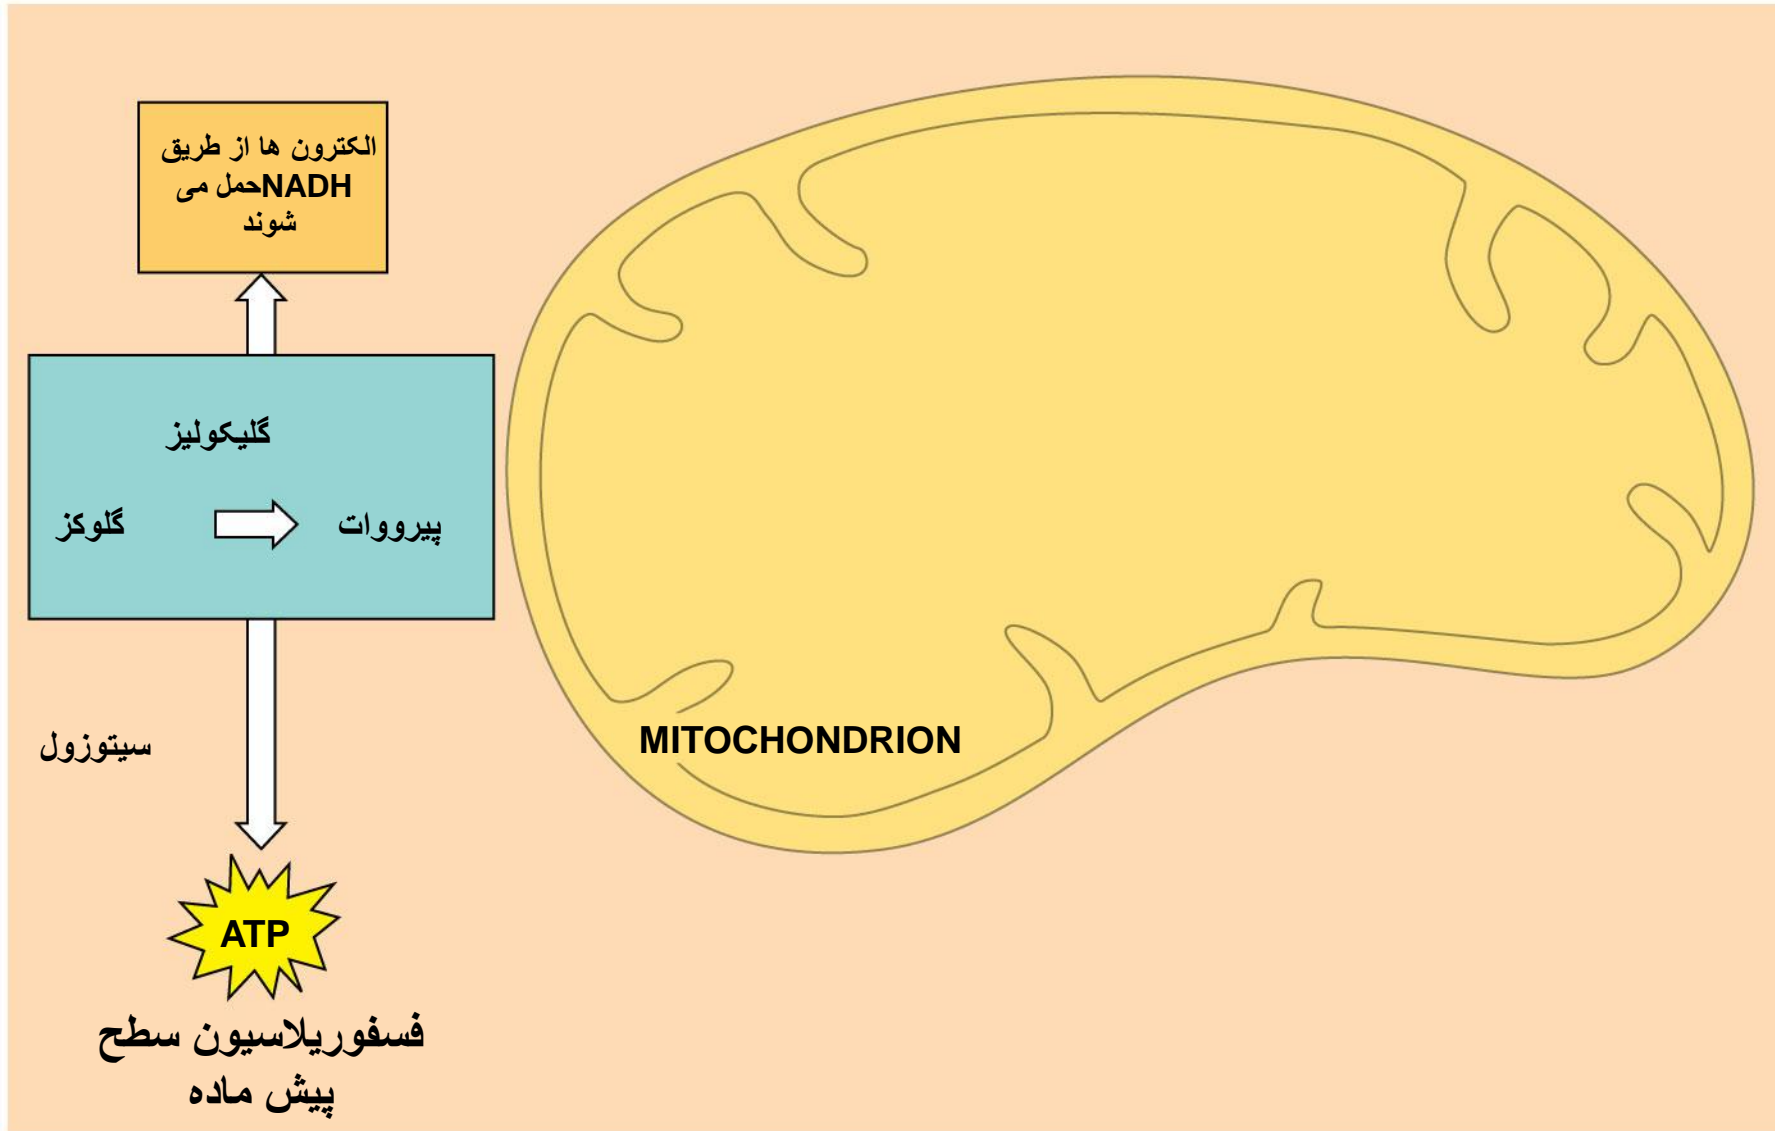 الکترون ها از طریق
NADHحمل می
شوند
گلیکولیز
گلوکز
پیرووات
سیتوزول
MITOCHONDRION
ATP
فسفوریلاسیون سطح
پیش ماده